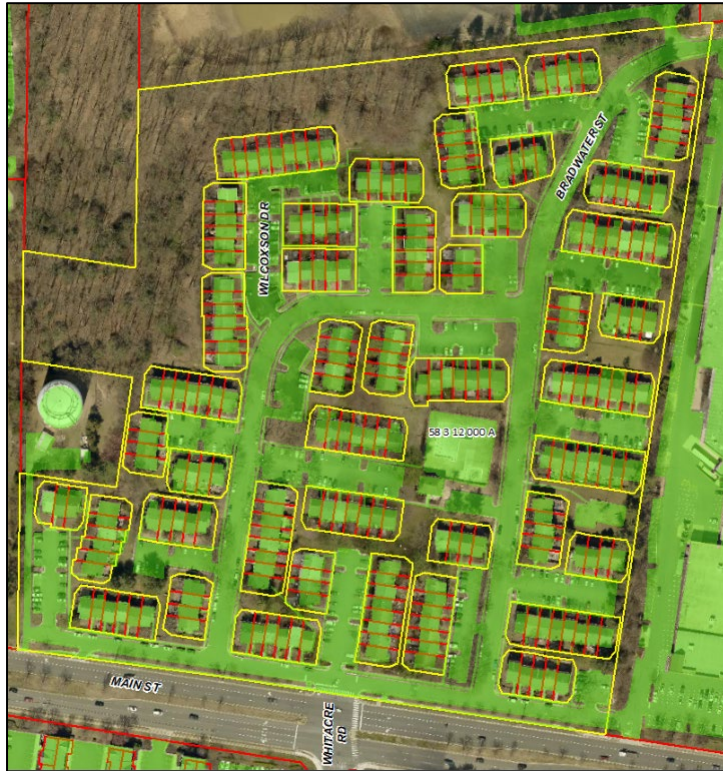 BRADWATER ST
WILCOXSON DR
58 3 12 000 A
MAIN ST
WHITACRE
RD